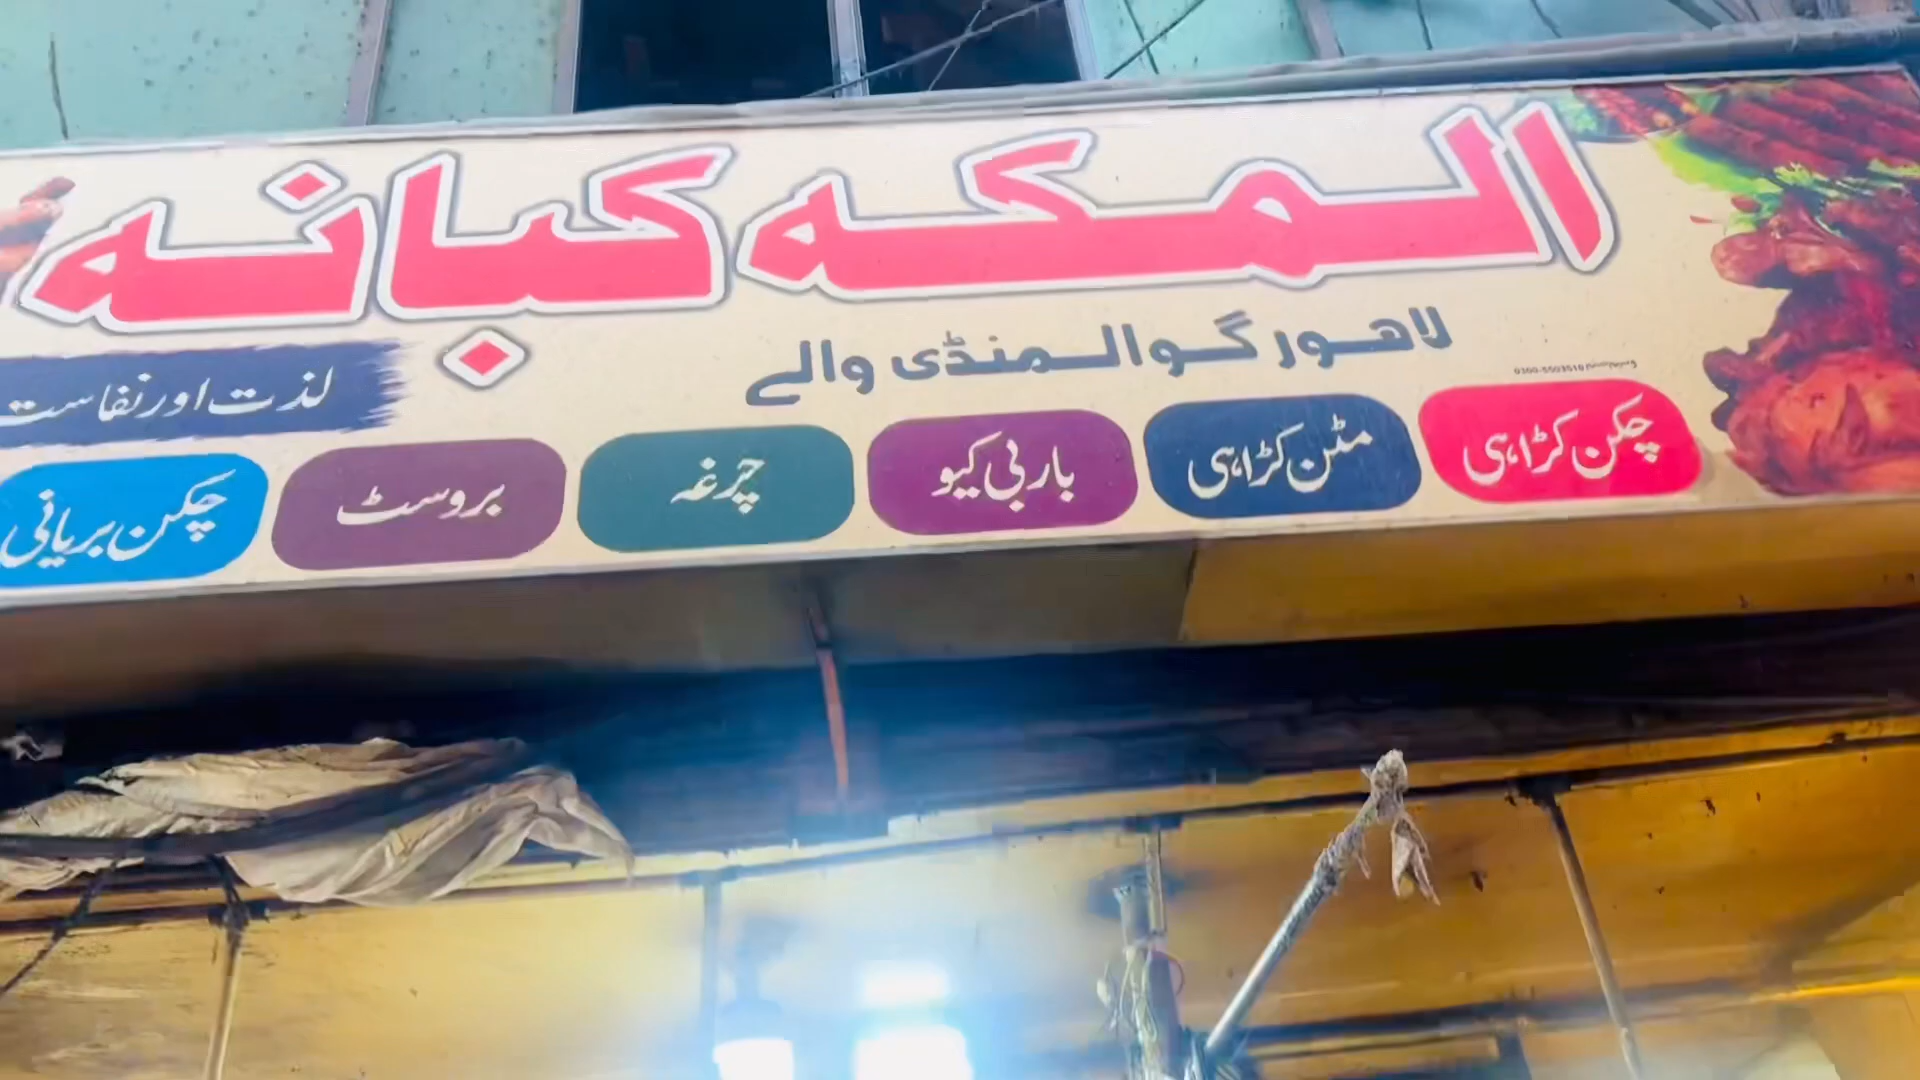 المکہ کبانہ
لاھور گوالمنڈی والے
لذت اور نفاست
چکن کڑاہی
مٹن کڑاہی
باربی کیو
چرغہ
بروسٹ
چکن بریانی